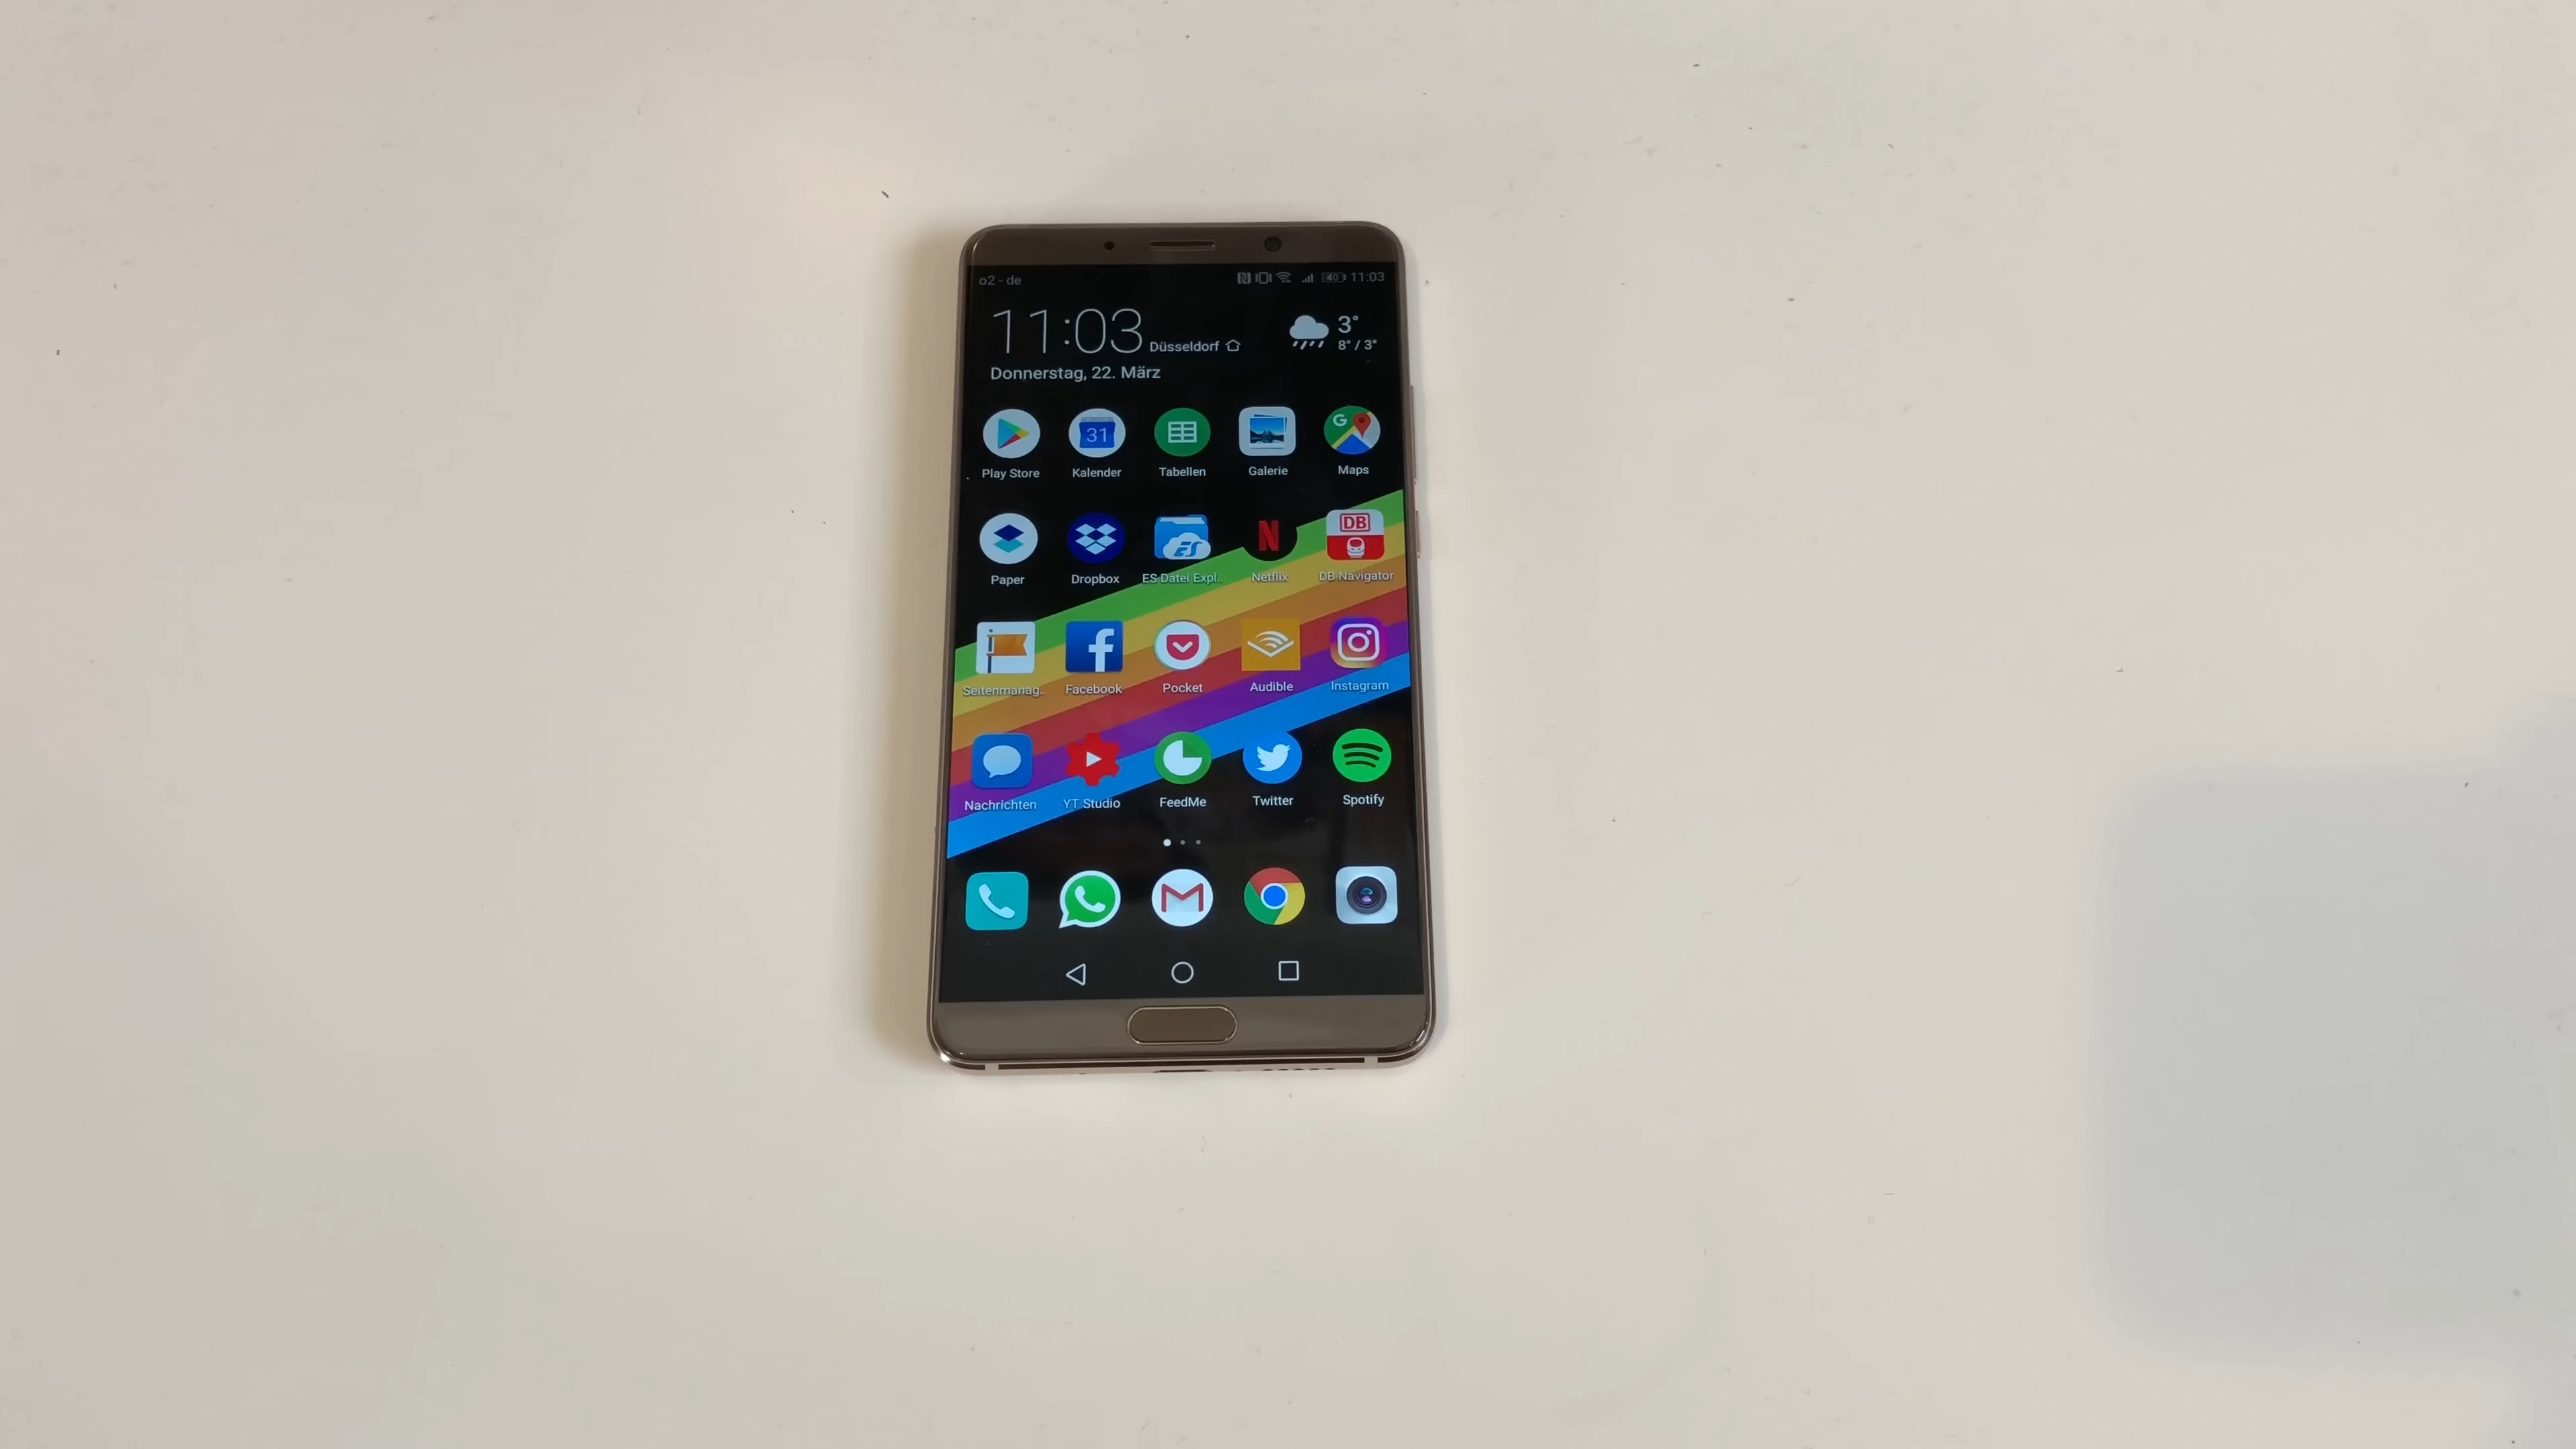 o2 - de 40 11:03
11:03 Düsseldorf 3°
8° / 3°
Donnerstag, 22. März
31 G
Play Store Kalender Tabellen Galerie Maps
ES N DB
Paper Dropbox ES Datei Expl.. Netflix DB Navigator
f
Seitenmanag.. Facebook Pocket Audible Instagram
Nachrichten YT Studio FeedMe Twitter Spotify